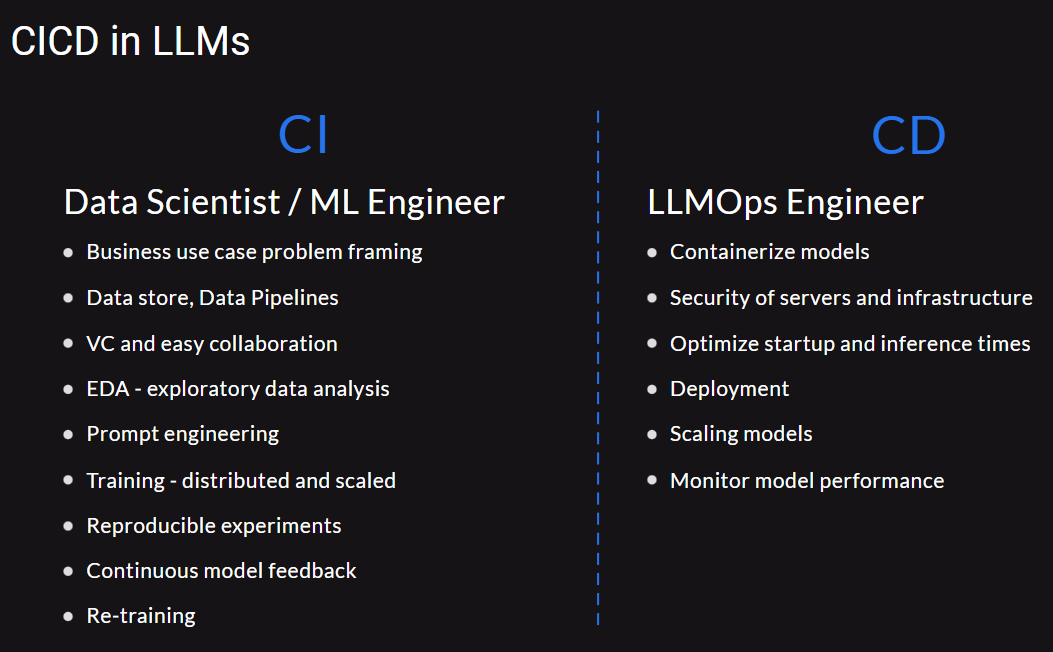 CICD in LLMs
CI
Data Scientist / ML Engineer
Business use case problem framing
Data store, Data Pipelines
VC and easy collaboration
EDA - exploratory data analysis
Prompt engineering
Training - distributed and scaled
Reproducible experiments
Continuous model feedback
Re-training
CD
LLMOps Engineer
Containerize models
Security of servers and infrastructure
Optimize startup and inference times
Deployment
Scaling models
Monitor model performance